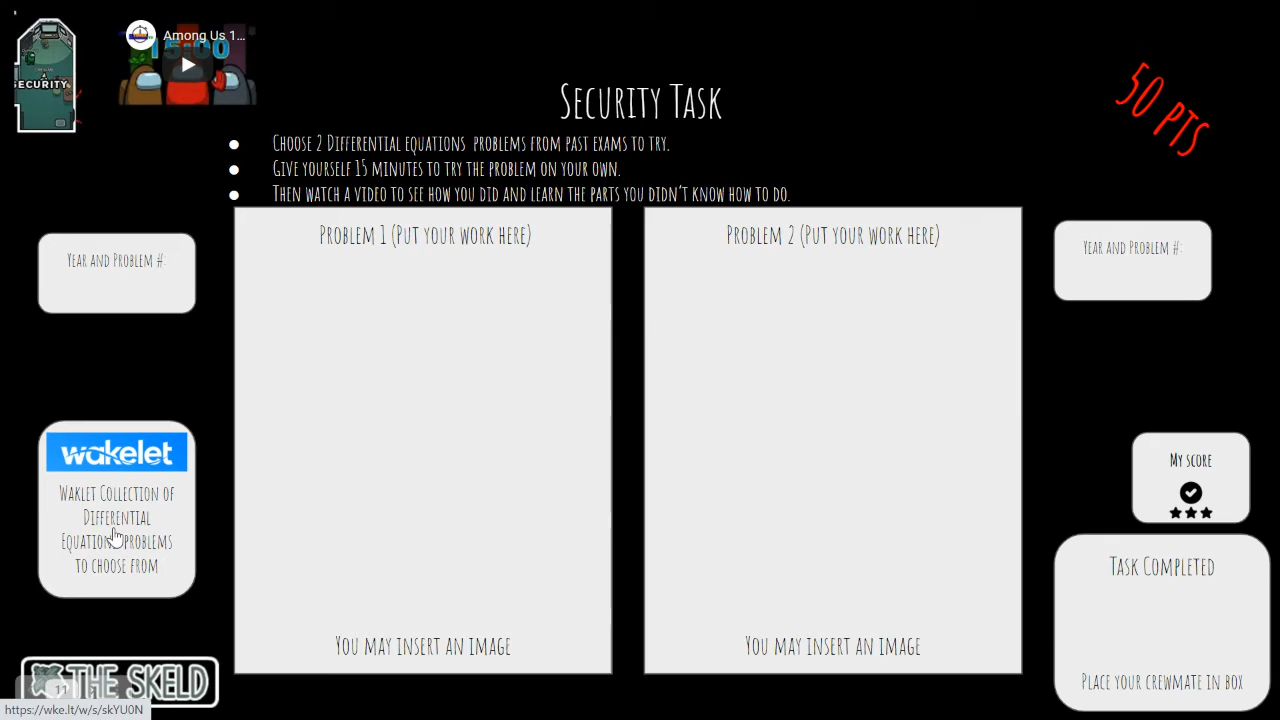 SECURITY
Among Us 1...
15:00
Security Task
50 pts
● Choose 2 Differential equations problems from past exams to try.
● Give yourself 15 minutes to try the problem on your own.
● Then watch a video to see how you did and learn the parts you didn't know how to do.
Year and Problem #:
Problem 1 (Put your work here)
Problem 2 (Put your work here)
Year and Problem #:
wakelet
Waklet Collection of
Differential
Equations problems
to choose from
My score
Task Completed
You may insert an image
You may insert an image
Place your crewmate in box
THE SKELD
11
https://wke.lt/w/s/skYU0N